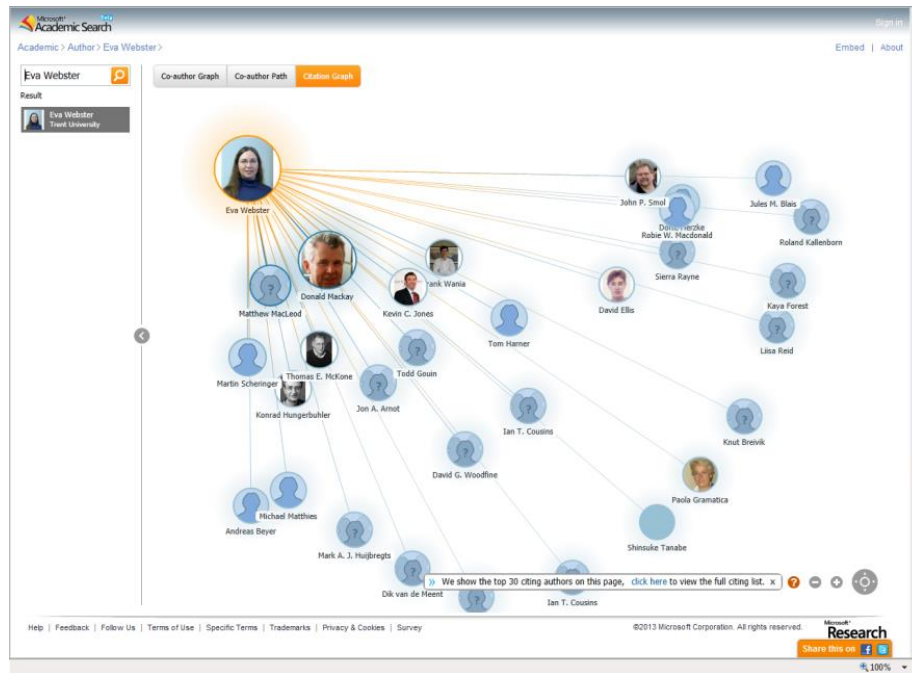 Microsoft
Academic Search beta
Sign in
Academic > Author > Eva Webster >
Embed | About
Eva Webster
Co-author Graph
Co-author Path
Citation Graph
Result
Eva Webster
Trent University
Eva Webster
John P. Smol
Jules M. Blais
Robie W. Macdonald
Roland Kallenborn
Sierra Rayne
Donald Mackay
rank Wania
Matthew MacLeod
Kevin C. Jones
David Ellis
Kaya Forest
Tom Harner
Liisa Reid
Martin Scheringer
Thomas E. McKone
Todd Gouin
Konrad Hungerbuhler
Jon A. Arnot
Ian T. Cousins
Knut Breivik
David G. Woodfine
Paola Gramatica
Michael Matthies
Andreas Beyer
Shinsuke Tanabe
Mark A. J. Huijbregts
Dik van de Meent
Ian T. Cousins
» We show the top 30 citing authors on this page, click here to view the full citing list. x
Help | Feedback | Follow Us | Terms of Use | Specific Terms | Trademarks | Privacy & Cookies | Survey
©2013 Microsoft Corporation. All rights reserved.
Microsoft
Research
Share this on
100%